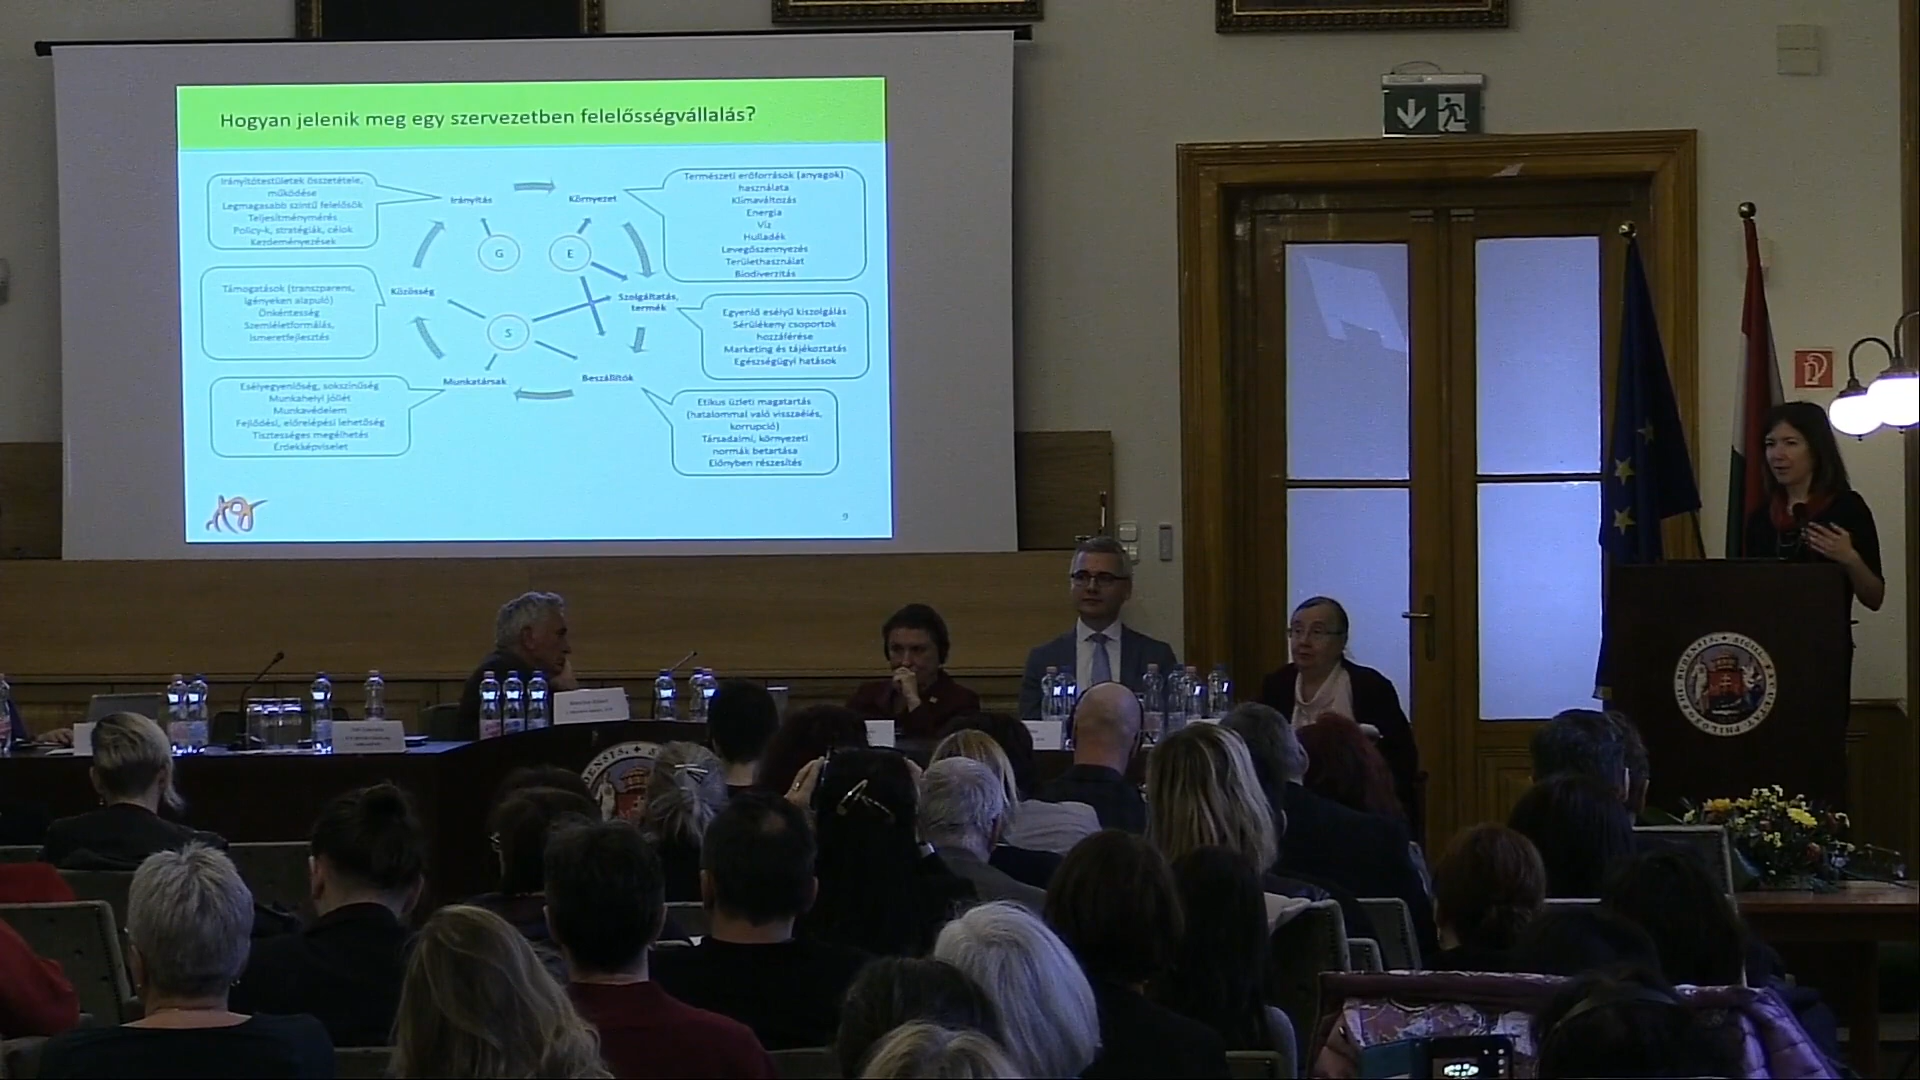 Hogyan jelenik meg egy szervezetben felelősségvállalás?
Irányítótestületek összetétele,
működése
Legmagasabb szintű felelősök
Teljesítménymérés
Policy-k, stratégiák, célok
Kezdeményezések
Támogatások (transzparens,
igényeken alapuló)
Önkéntesség
Szemléletformálás,
ismeretfejlesztés
Esélyegyenlőség, sokszínűség
Munkahelyi jóllét
Munkavédelem
Fejlődési, előrelépési lehetőség
Tisztességes megélhetés
Érdekképviselet
Irányítás
Környezet
G
E
Közösség
Szolgáltatás,
termék
S
Munkatársak
Beszállítók
Természeti erőforrások (anyagok)
használata
Klímaváltozás
Energia
Víz
Hulladék
Levegőszennyezés
Területhasználat
Biodiverzitás
Egyenlő esélyű kiszolgálás
Sérülékeny csoportok
hozzáférése
Marketing és tájékoztatás
Egészségügyi hatások
Etikus üzleti magatartás
(hatalommal való visszaélés,
korrupció)
Társadalmi, környezeti
normák betartása
Előnyben részesítés
9